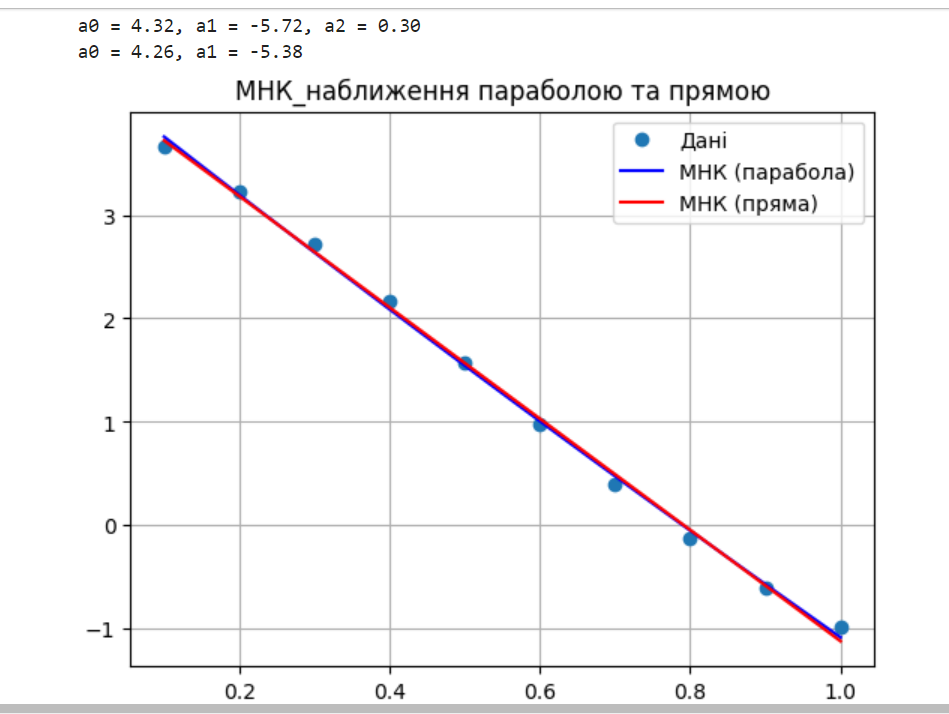 a0 = 4.32, a1 = -5.72, a2 = 0.30
a0 = 4.26, a1 = -5.38
МНК_наближення параболою та прямою
Дані
МНК (парабола)
МНК (пряма)
3
2
1
0
−1
0.2
0.4
0.6
0.8
1.0